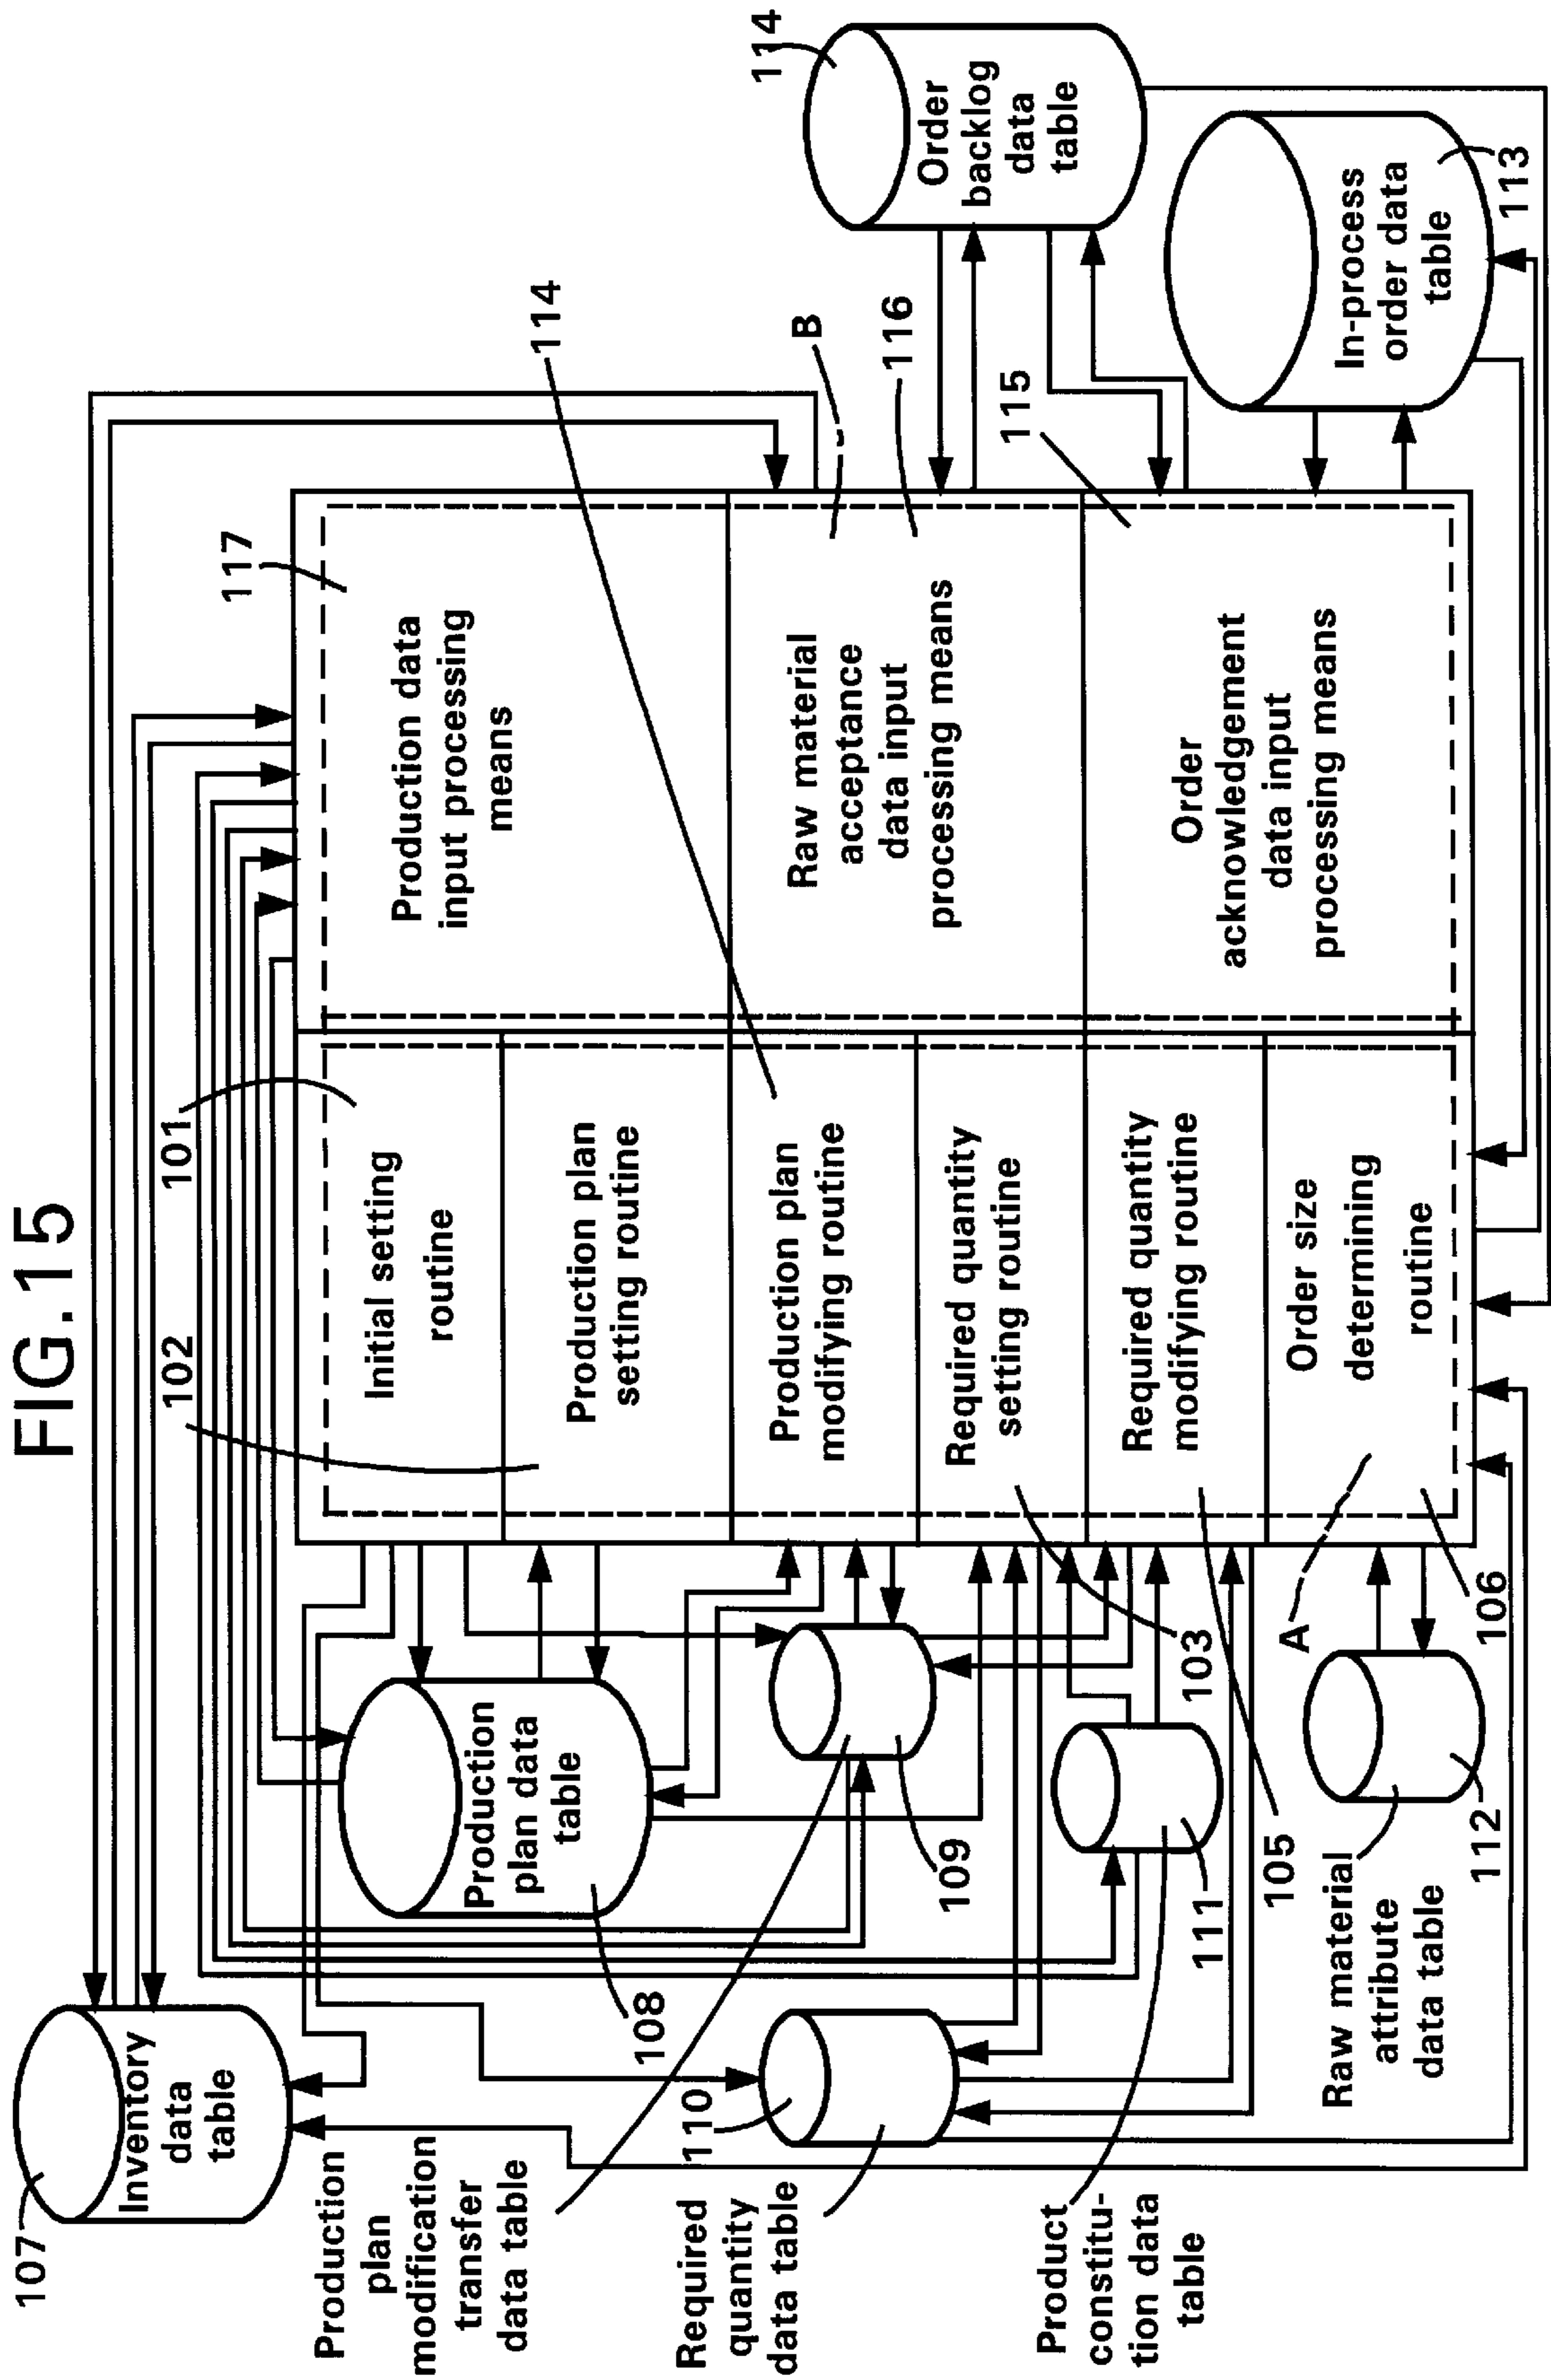 FIG.15
107
Inventory
data
table
101
102
117
114
B
116
115
114
Order
backlog
data
table
In-process
order data
table
113
Initial setting
routine
Production plan
setting routine
Production plan
modifying routine
Required quantity
setting routine
Required quantity
modifying routine
Order size
determining
routine
Production data
input processing
means
Raw material
acceptance
data input
processing means
Order
acknowledgement
data input
processing means
Production plan data
plan data
table
108
109
110
111
103
105
A
106
112
Production
plan
modification
transfer
data table
Required
quantity
data table
Product
constitu-
tion data
table
Raw material
attribute
data table